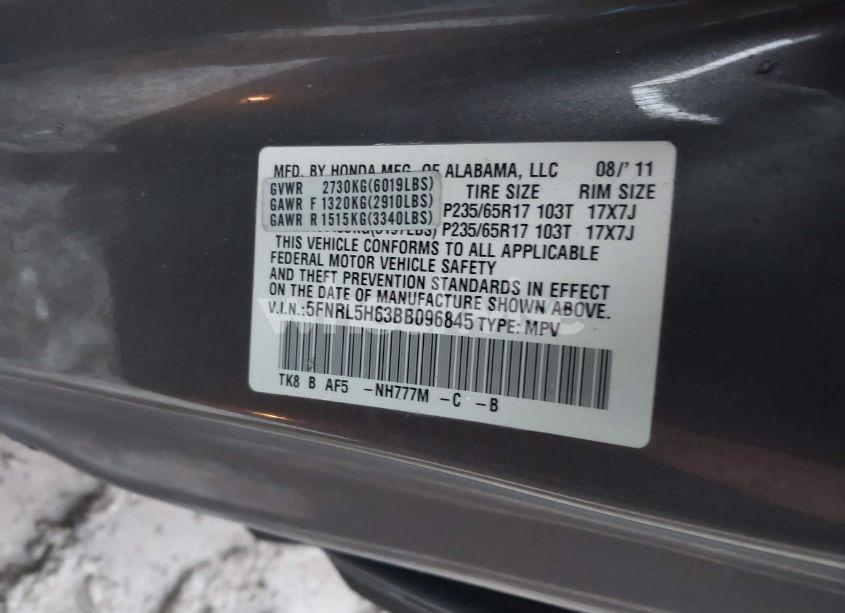 MFD. BY HONDA MFG. OF ALABAMA, LLC 08/'11
GVWR 2730KG(6019LBS) TIRE SIZE RIM SIZE
GAWR F 1320KG(2910LBS) P235/65R17 103T 17X7J
GAWR R 1515KG(3340LBS) P235/65R17 103T 17X7J
THIS VEHICLE CONFORMS TO ALL APPLICABLE
FEDERAL MOTOR VEHICLE SAFETY
AND THEFT PREVENTION STANDARDS IN EFFECT
ON THE DATE OF MANUFACTURE SHOWN ABOVE.
V.I.N.:5FNRL5H63BB096845 TYPE: MPV
TK8 B AF5 -NH777M -C -B